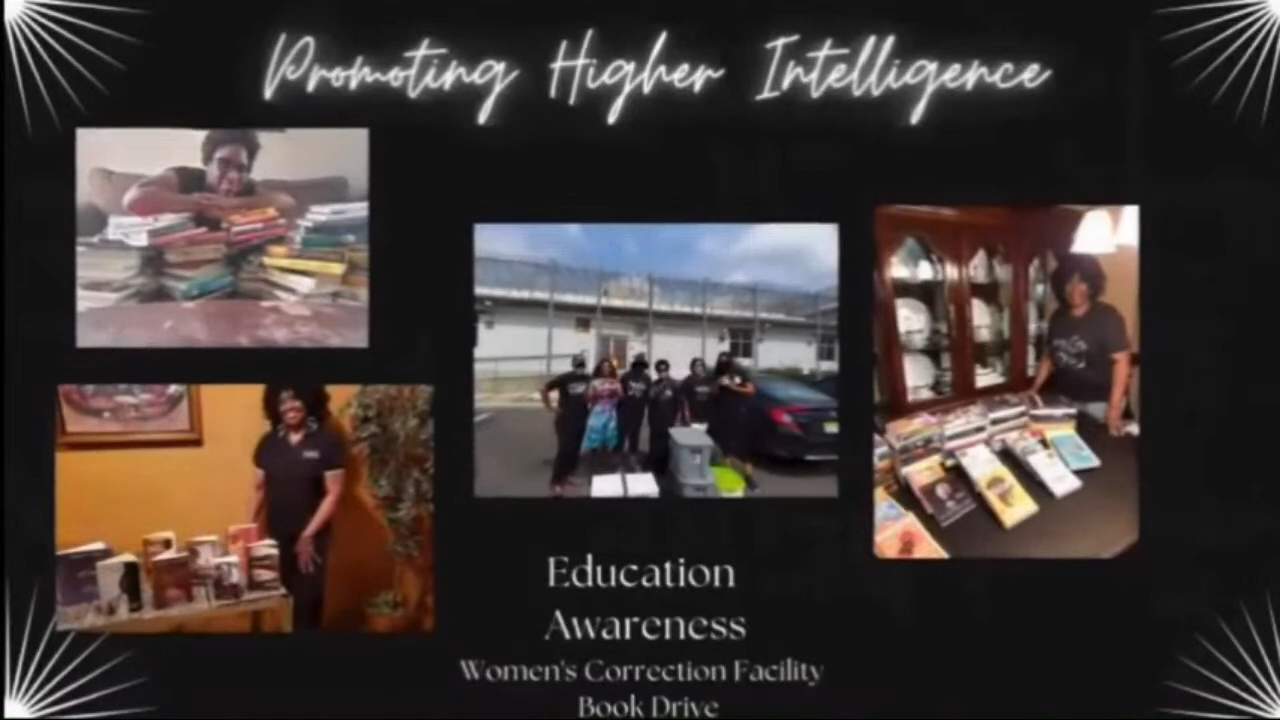 Promoting Higher Intelligence
Education
Awareness
Women's Correction Facility
Book Drive